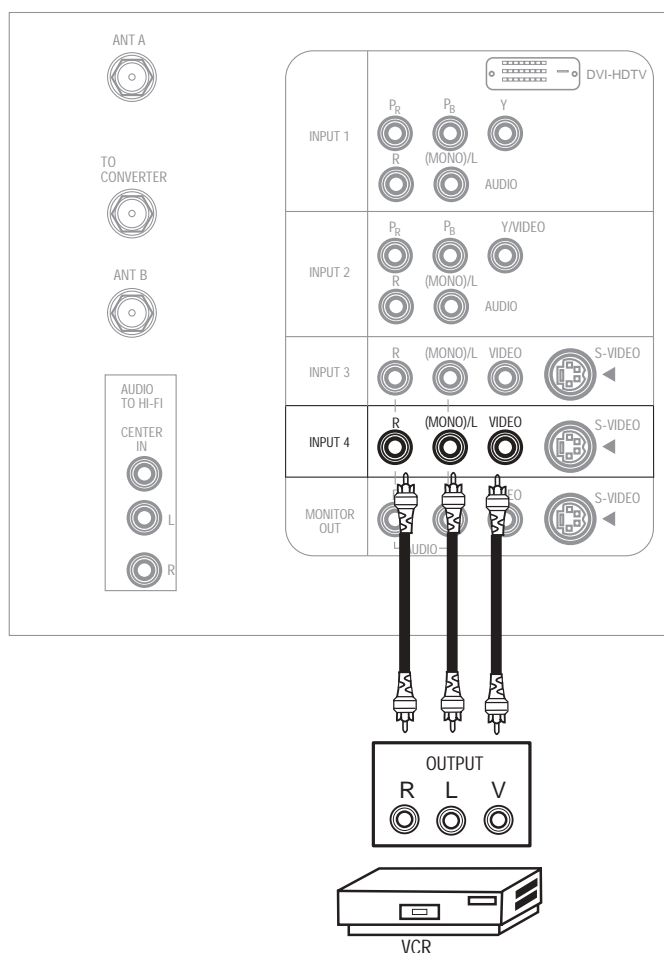 ANT A
TO
CONVERTER
ANT B
AUDIO
TO HI-FI
CENTER
IN
L
R
DVI-HDTV
INPUT 1
PR PB Y
R (MONO)/L
AUDIO
INPUT 2
PR PB Y/VIDEO
R (MONO)/L
AUDIO
INPUT 3
R (MONO)/L VIDEO S-VIDEO
INPUT 4
R (MONO)/L VIDEO S-VIDEO
MONITOR
OUT
S-VIDEO
AUDIO
OUTPUT
R L V
VCR